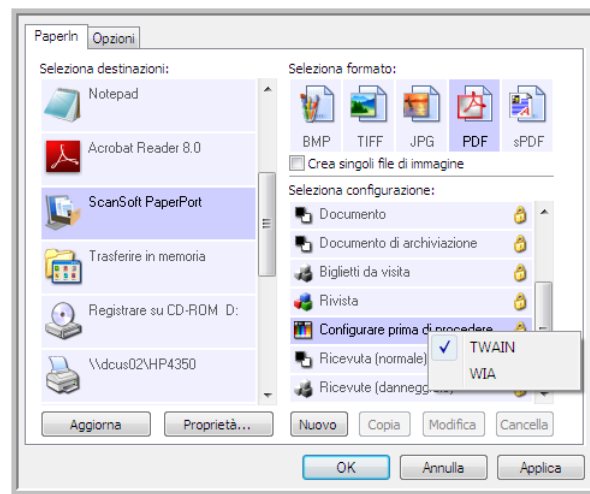 PaperIn
Opzioni
Seleziona destinazioni:
Notepad
Acrobat Reader 8.0
ScanSoft PaperPort
Trasferire in memoria
Registrare su CD-ROM D:
\\dcus02\HP4350
Aggiorna
Proprietà...
Seleziona formato:
BMP TIFF JPG PDF sPDF
Crea singoli file di immagine
Seleziona configurazione:
Documento
Documento di archiviazione
Biglietti da visita
Rivista
Configurare prima di procedere
Ricevuta (normale)
Ricevute
TWAIN
WIA
Nuovo Copia Modifica Cancella
OK Annulla Applica